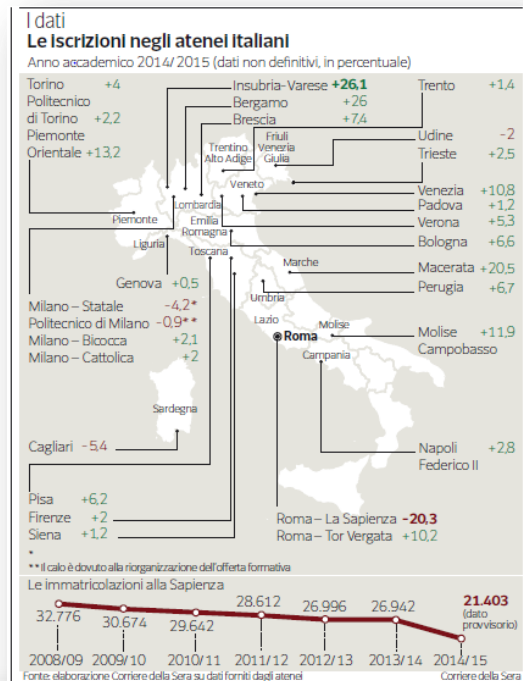 I dati
Le iscrizioni negli atenei italiani
Anno accademico 2014/2015 (dati non definitivi, in percentuale)
Torino +4
Politecnico
di Torino +2,2
Piemonte
Orientale +13,2
Insubria-Varese +26,1
Bergamo +26
Brescia +7,4
Trento +1,4
Udine -2
Trieste +2,5
Venezia +10,8
Padova +1,2
Verona +5,3
Bologna +6,6
Macerata +20,5
Perugia +6,7
Molise +11,9
Campobasso
Napoli +2,8
Federico II
Trentino
Alto Adige
Friuli
Venezia
Giulia
Veneto
Lombardia
Piemonte
Emilia
Romagna
Liguria
Toscana
Marche
Umbria
Lazio
Roma
Molise
Campania
Sardegna
Genova +0,5
Milano – Statale -4,2*
Politecnico di Milano -0,9**
Milano – Bicocca +2,1
Milano – Cattolica +2
Cagliari -5,4
Pisa +6,2
Firenze +2
Siena +1,2
Roma – La Sapienza -20,3
Roma – Tor Vergata +10,2
*
** Il calo è dovuto alla riorganizzazione dell'offerta formativa
Le immatricolazioni alla Sapienza
32.776 30.674 29.642 28.612 26.996 26.942 21.403
(dato
provvisorio)
2008/09 2009/10 2010/11 2011/12 2012/13 2013/14 2014/15
Fonte: elaborazione Corriere della Sera su dati forniti dagli atenei Corriere della Sera